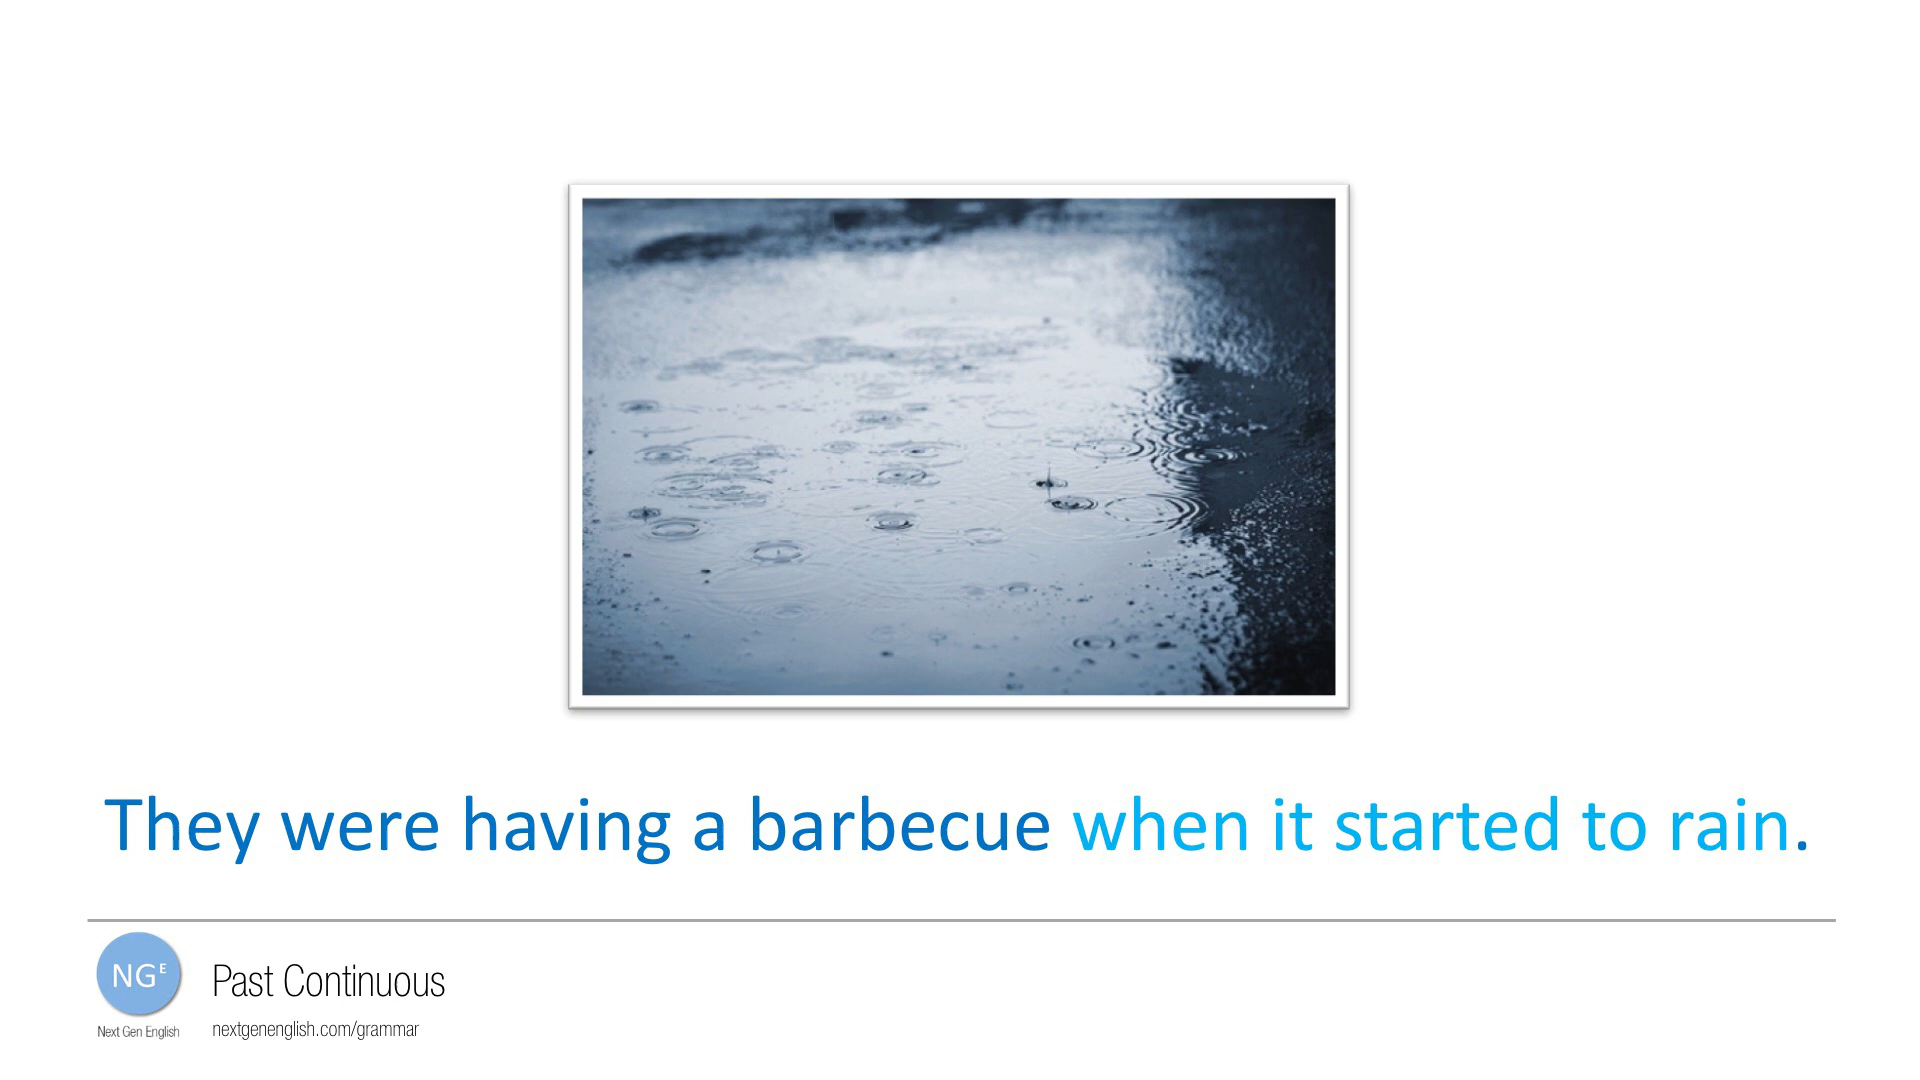 They were having a barbecue when it started to rain.
NGE
Next Gen English
Past Continuous
nextgenenglish.com/grammar